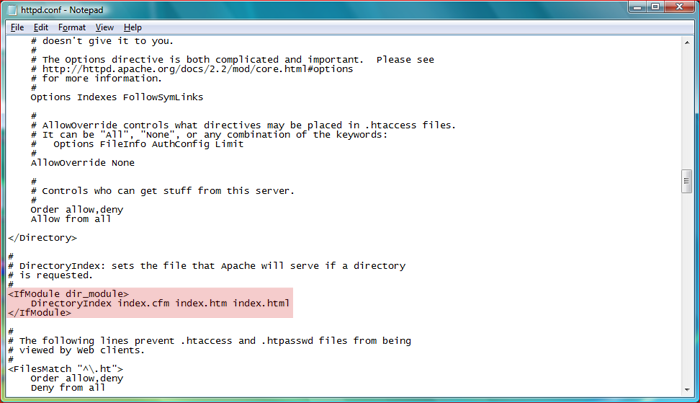 httpd.conf - Notepad
File Edit Format View Help
# doesn't give it to you.
#
# The Options directive is both complicated and important.  Please see
# http://httpd.apache.org/docs/2.2/mod/core.html#options
# for more information.
#
Options Indexes FollowSymLinks
#
# AllowOverride controls what directives may be placed in .htaccess files.
# It can be "All", "None", or any combination of the keywords:
#   Options FileInfo AuthConfig Limit
#
AllowOverride None
#
# Controls who can get stuff from this server.
#
Order allow,deny
Allow from all
</Directory>
#
# DirectoryIndex: sets the file that Apache will serve if a directory
# is requested.
#
<IfModule dir_module>
DirectoryIndex index.cfm index.htm index.html
</IfModule>
#
# The following lines prevent .htaccess and .htpasswd files from being
# viewed by Web clients.
#
<FilesMatch "^\.ht">
Order allow,deny
Deny from all